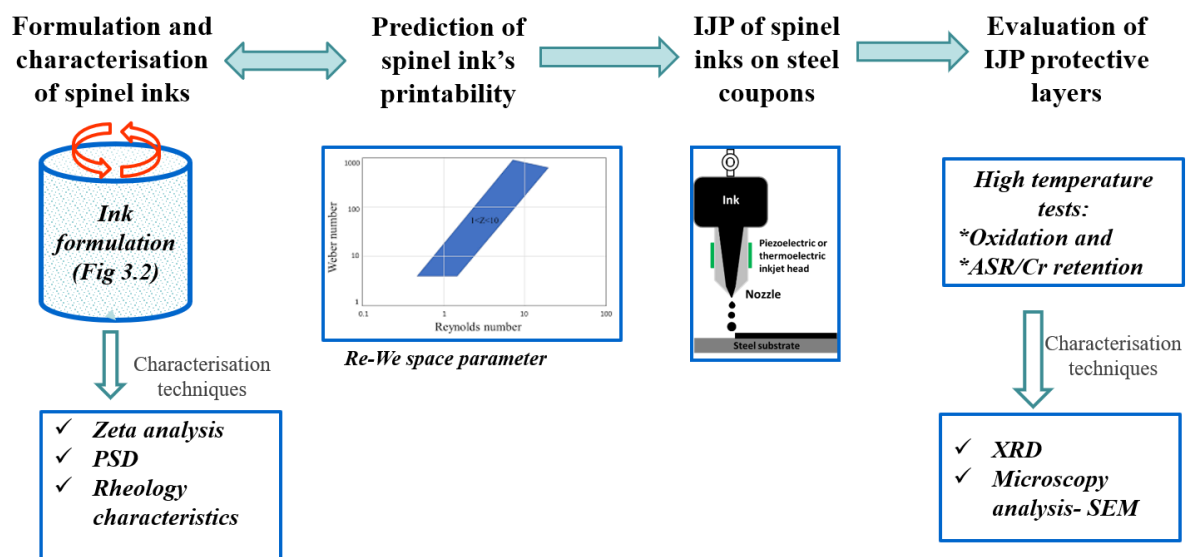 Formulation and
characterisation
of spinel inks
Prediction of
spinel ink's
printability
IJP of spinel
inks on steel
coupons
Evaluation of
IJP protective
layers
Ink
formulation
(Fig 3.2)
Characterisation
techniques
✓ Zeta analysis
✓ PSD
✓ Rheology
characteristics
1000
100
10
1
Weber number
1<Z<10
0.1 1 10 100
Reynolds number
Re-We space parameter
Ink
Piezoelectric or
thermoelectric
inkjet head
Nozzle
Steel substrate
High temperature
tests:
*Oxidation and
*ASR/Cr retention
Characterisation
techniques
✓ XRD
✓ Microscopy
analysis- SEM